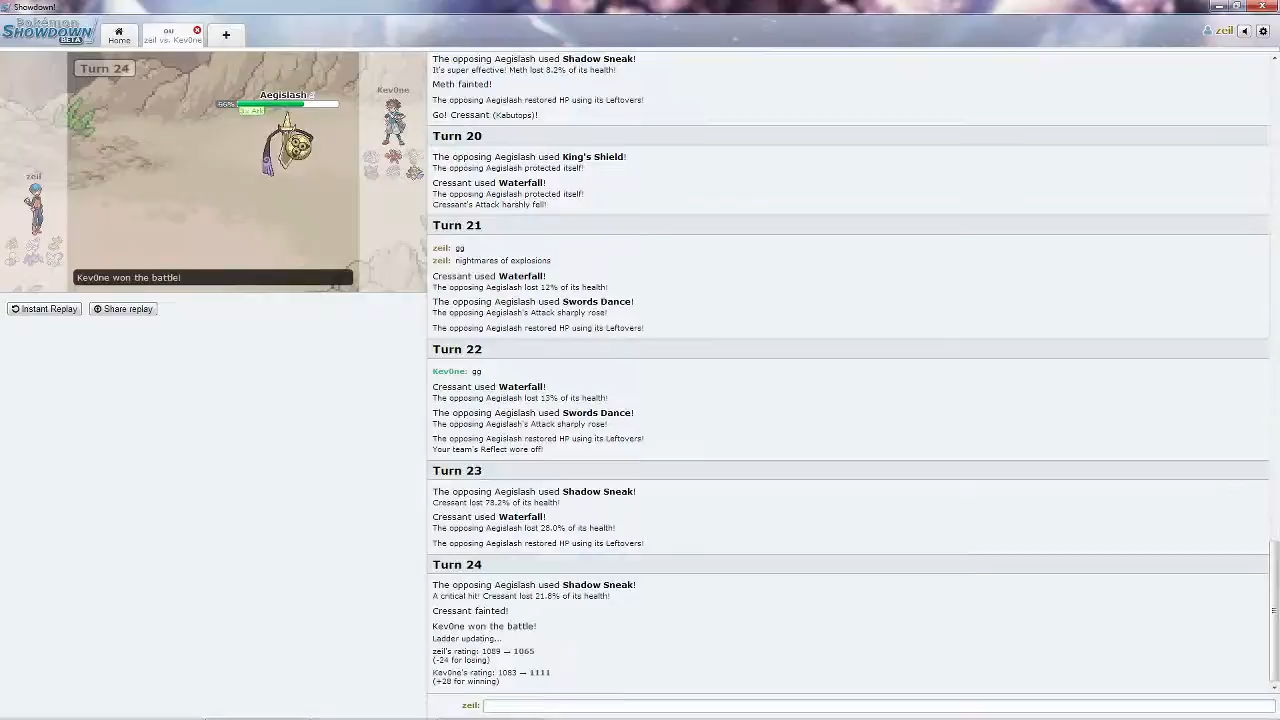 Showdown!
Pokémon
SHOWDOWN
BETA
Home
ou
zeil vs. Kev0ne
+
zeil
Turn 24
Aegislash
66%
Kev0ne
zeil
Kev0ne won the battle!
Instant Replay
Share replay
The opposing Aegislash used Shadow Sneak!
It's super effective! Meth lost 8.2% of its health!
Meth fainted!
The opposing Aegislash restored HP using its Leftovers!
Go! Cressant (Kabutops)!
Turn 20
The opposing Aegislash used King's Shield!
The opposing Aegislash protected itself!
Cressant used Waterfall!
The opposing Aegislash protected itself!
Cressant's Attack harshly fell!
Turn 21
zeil: gg
zeil: nightmares of explosions
Cressant used Waterfall!
The opposing Aegislash lost 12% of its health!
The opposing Aegislash used Swords Dance!
The opposing Aegislash's Attack sharply rose!
The opposing Aegislash restored HP using its Leftovers!
Turn 22
Kev0ne: gg
Cressant used Waterfall!
The opposing Aegislash lost 13% of its health!
The opposing Aegislash used Swords Dance!
The opposing Aegislash's Attack sharply rose!
The opposing Aegislash restored HP using its Leftovers!
Your team's Reflect wore off!
Turn 23
The opposing Aegislash used Shadow Sneak!
Cressant lost 78.2% of its health!
Cressant used Waterfall!
The opposing Aegislash lost 28.0% of its health!
The opposing Aegislash restored HP using its Leftovers!
Turn 24
The opposing Aegislash used Shadow Sneak!
A critical hit! Cressant lost 21.8% of its health!
Cressant fainted!
Kev0ne won the battle!
Ladder updating...
zeil's rating: 1089 — 1065
(-24 for losing)
Kev0ne's rating: 1083 — 1111
(+28 for winning)
zeil: